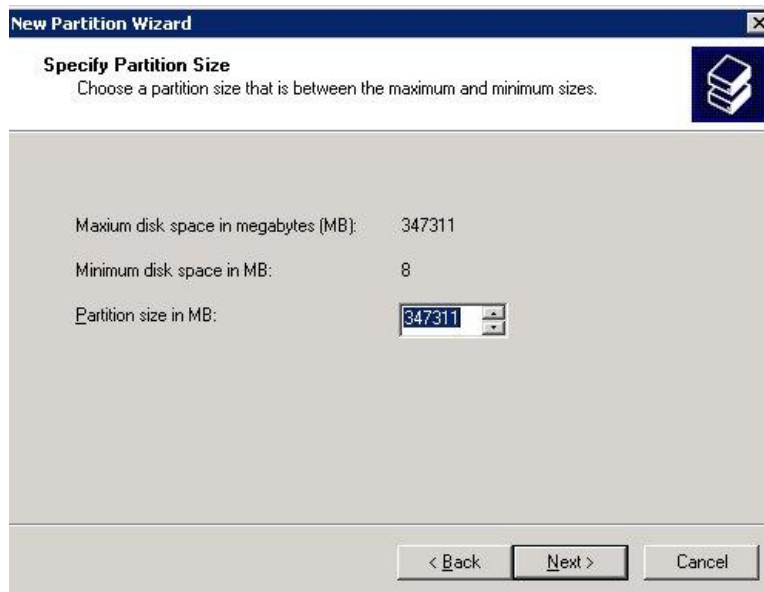 New Partition Wizard
Specify Partition Size
Choose a partition size that is between the maximum and minimum sizes.
Maxium disk space in megabytes (MB): 347311
Minimum disk space in MB: 8
Partition size in MB: 347311
< Back Next > Cancel